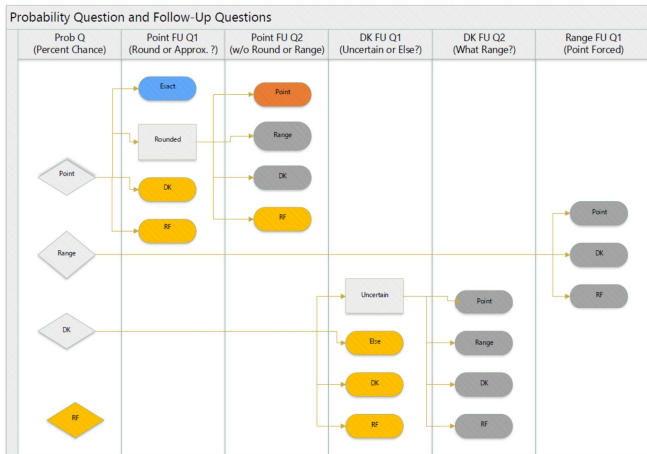 Probability Question and Follow-Up Questions
Prob Q
(Percent Chance)
Point FU Q1
(Round or Approx. ?)
Point FU Q2
(w/o Round or Range)
DK FU Q1
(Uncertain or Else?)
DK FU Q2
(What Range?)
Range FU Q1
(Point Forced)
Esact
Point
Rounded
Range
Point
DK
DK
RF
RF
Point
Range
DK
RF
Uncertain
Point
DK
Else
Range
DK
DK
RF
RF
RF